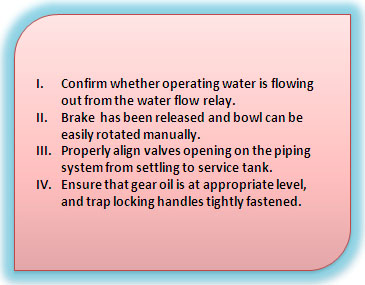 I. Confirm whether operating water is flowing
out from the water flow relay.
II. Brake has been released and bowl can be
easily rotated manually.
III. Properly align valves opening on the piping
system from settling to service tank.
IV. Ensure that gear oil is at appropriate level,
and trap locking handles tightly fastened.